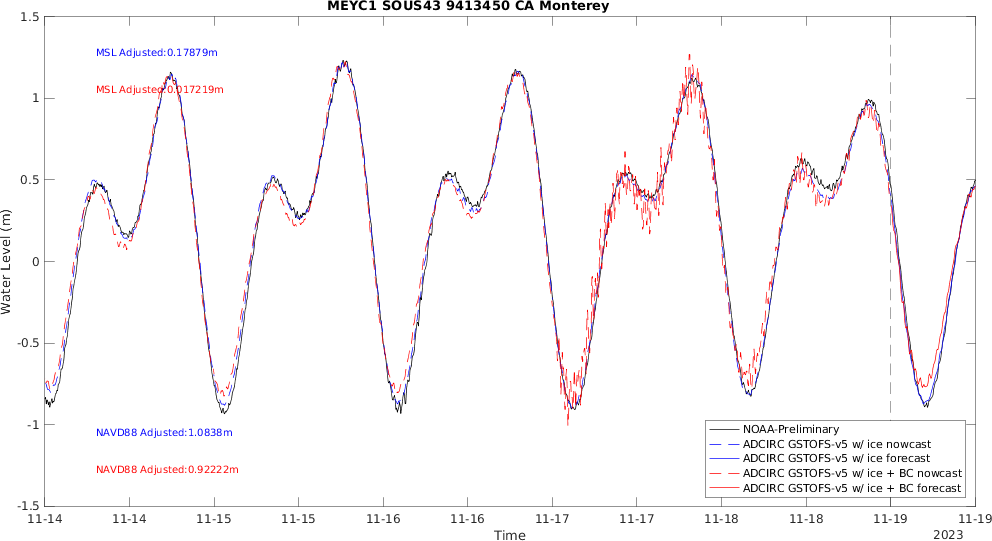 MEYC1 SOUS43 9413450 CA Monterey
1.5
1
0.5
0
-0.5
-1
-1.5
Water Level (m)
MSL Adjusted:0.17879m
MSL Adjusted:0.017219m
NAVD88 Adjusted:1.0838m
NAVD88 Adjusted:0.92222m
NOAA-Preliminary
ADCIRC GSTOFS-v5 w/ ice nowcast
ADCIRC GSTOFS-v5 w/ ice forecast
ADCIRC GSTOFS-v5 w/ ice + BC nowcast
ADCIRC GSTOFS-v5 w/ ice + BC forecast
11-14 11-14 11-15 11-15 11-16 11-16 11-17 11-17 11-18 11-18 11-19 11-19
Time
2023